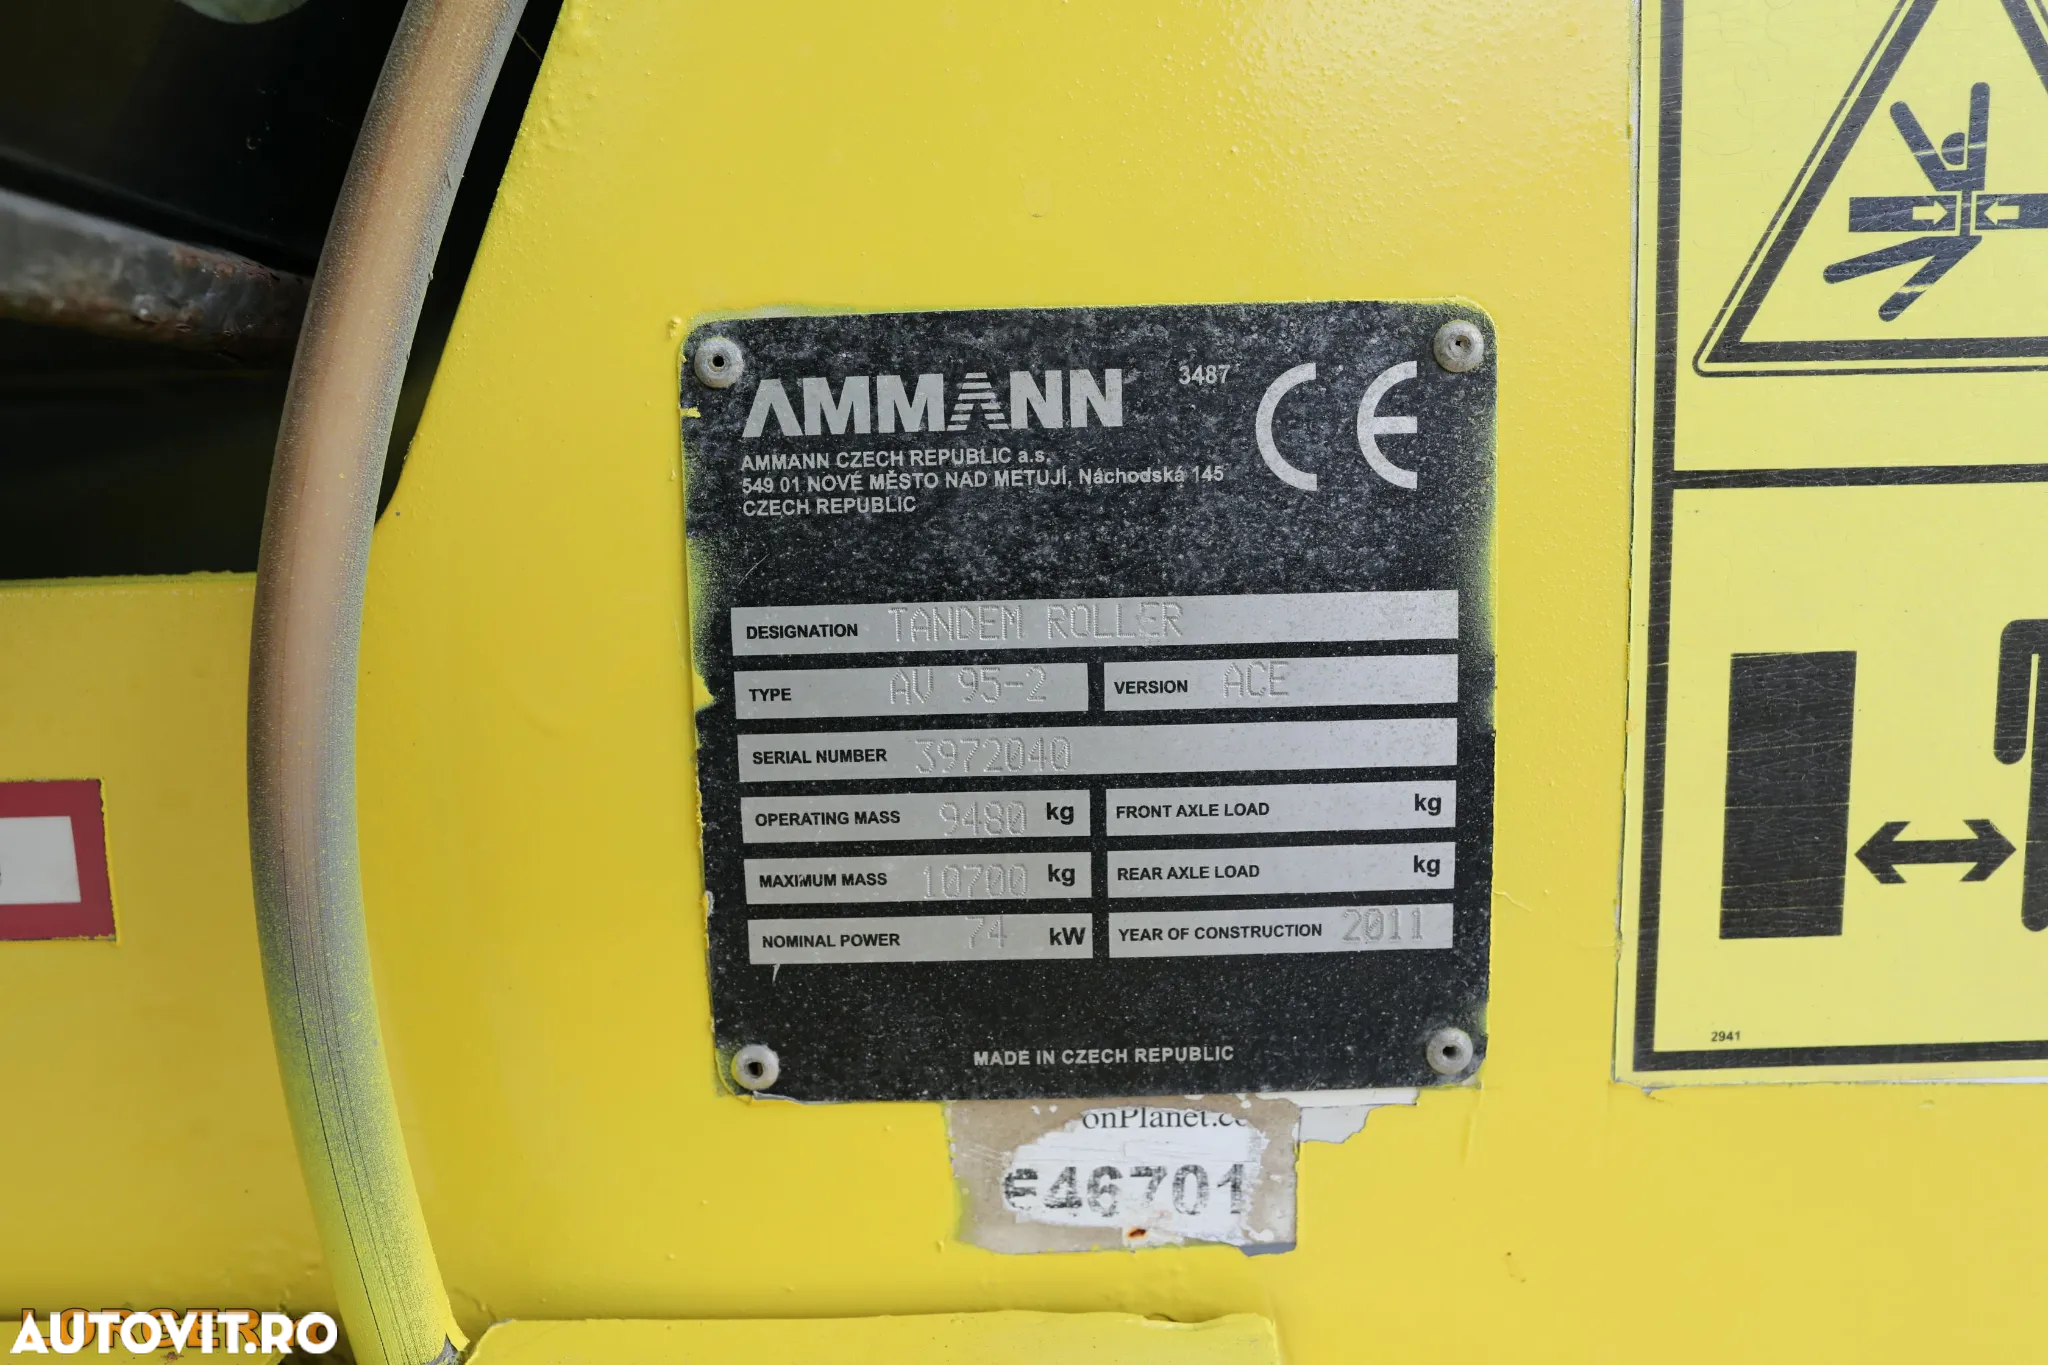 AMMANN
3487
CE
AMMANN CZECH REPUBLIC a.s.
549 01 NOVÉ MĚSTO NAD METUJÍ, Náchodská 145
CZECH REPUBLIC
DESIGNATION TANDEM ROLLER
TYPE AV 95-2 VERSION ACE
SERIAL NUMBER 3972040
OPERATING MASS 9480 kg FRONT AXLE LOAD kg
MAXIMUM MASS 10700 kg REAR AXLE LOAD kg
NOMINAL POWER 74 kW YEAR OF CONSTRUCTION 2011
MADE IN CZECH REPUBLIC
2941
onPlanet.co
46701
AUTOVIT.RO